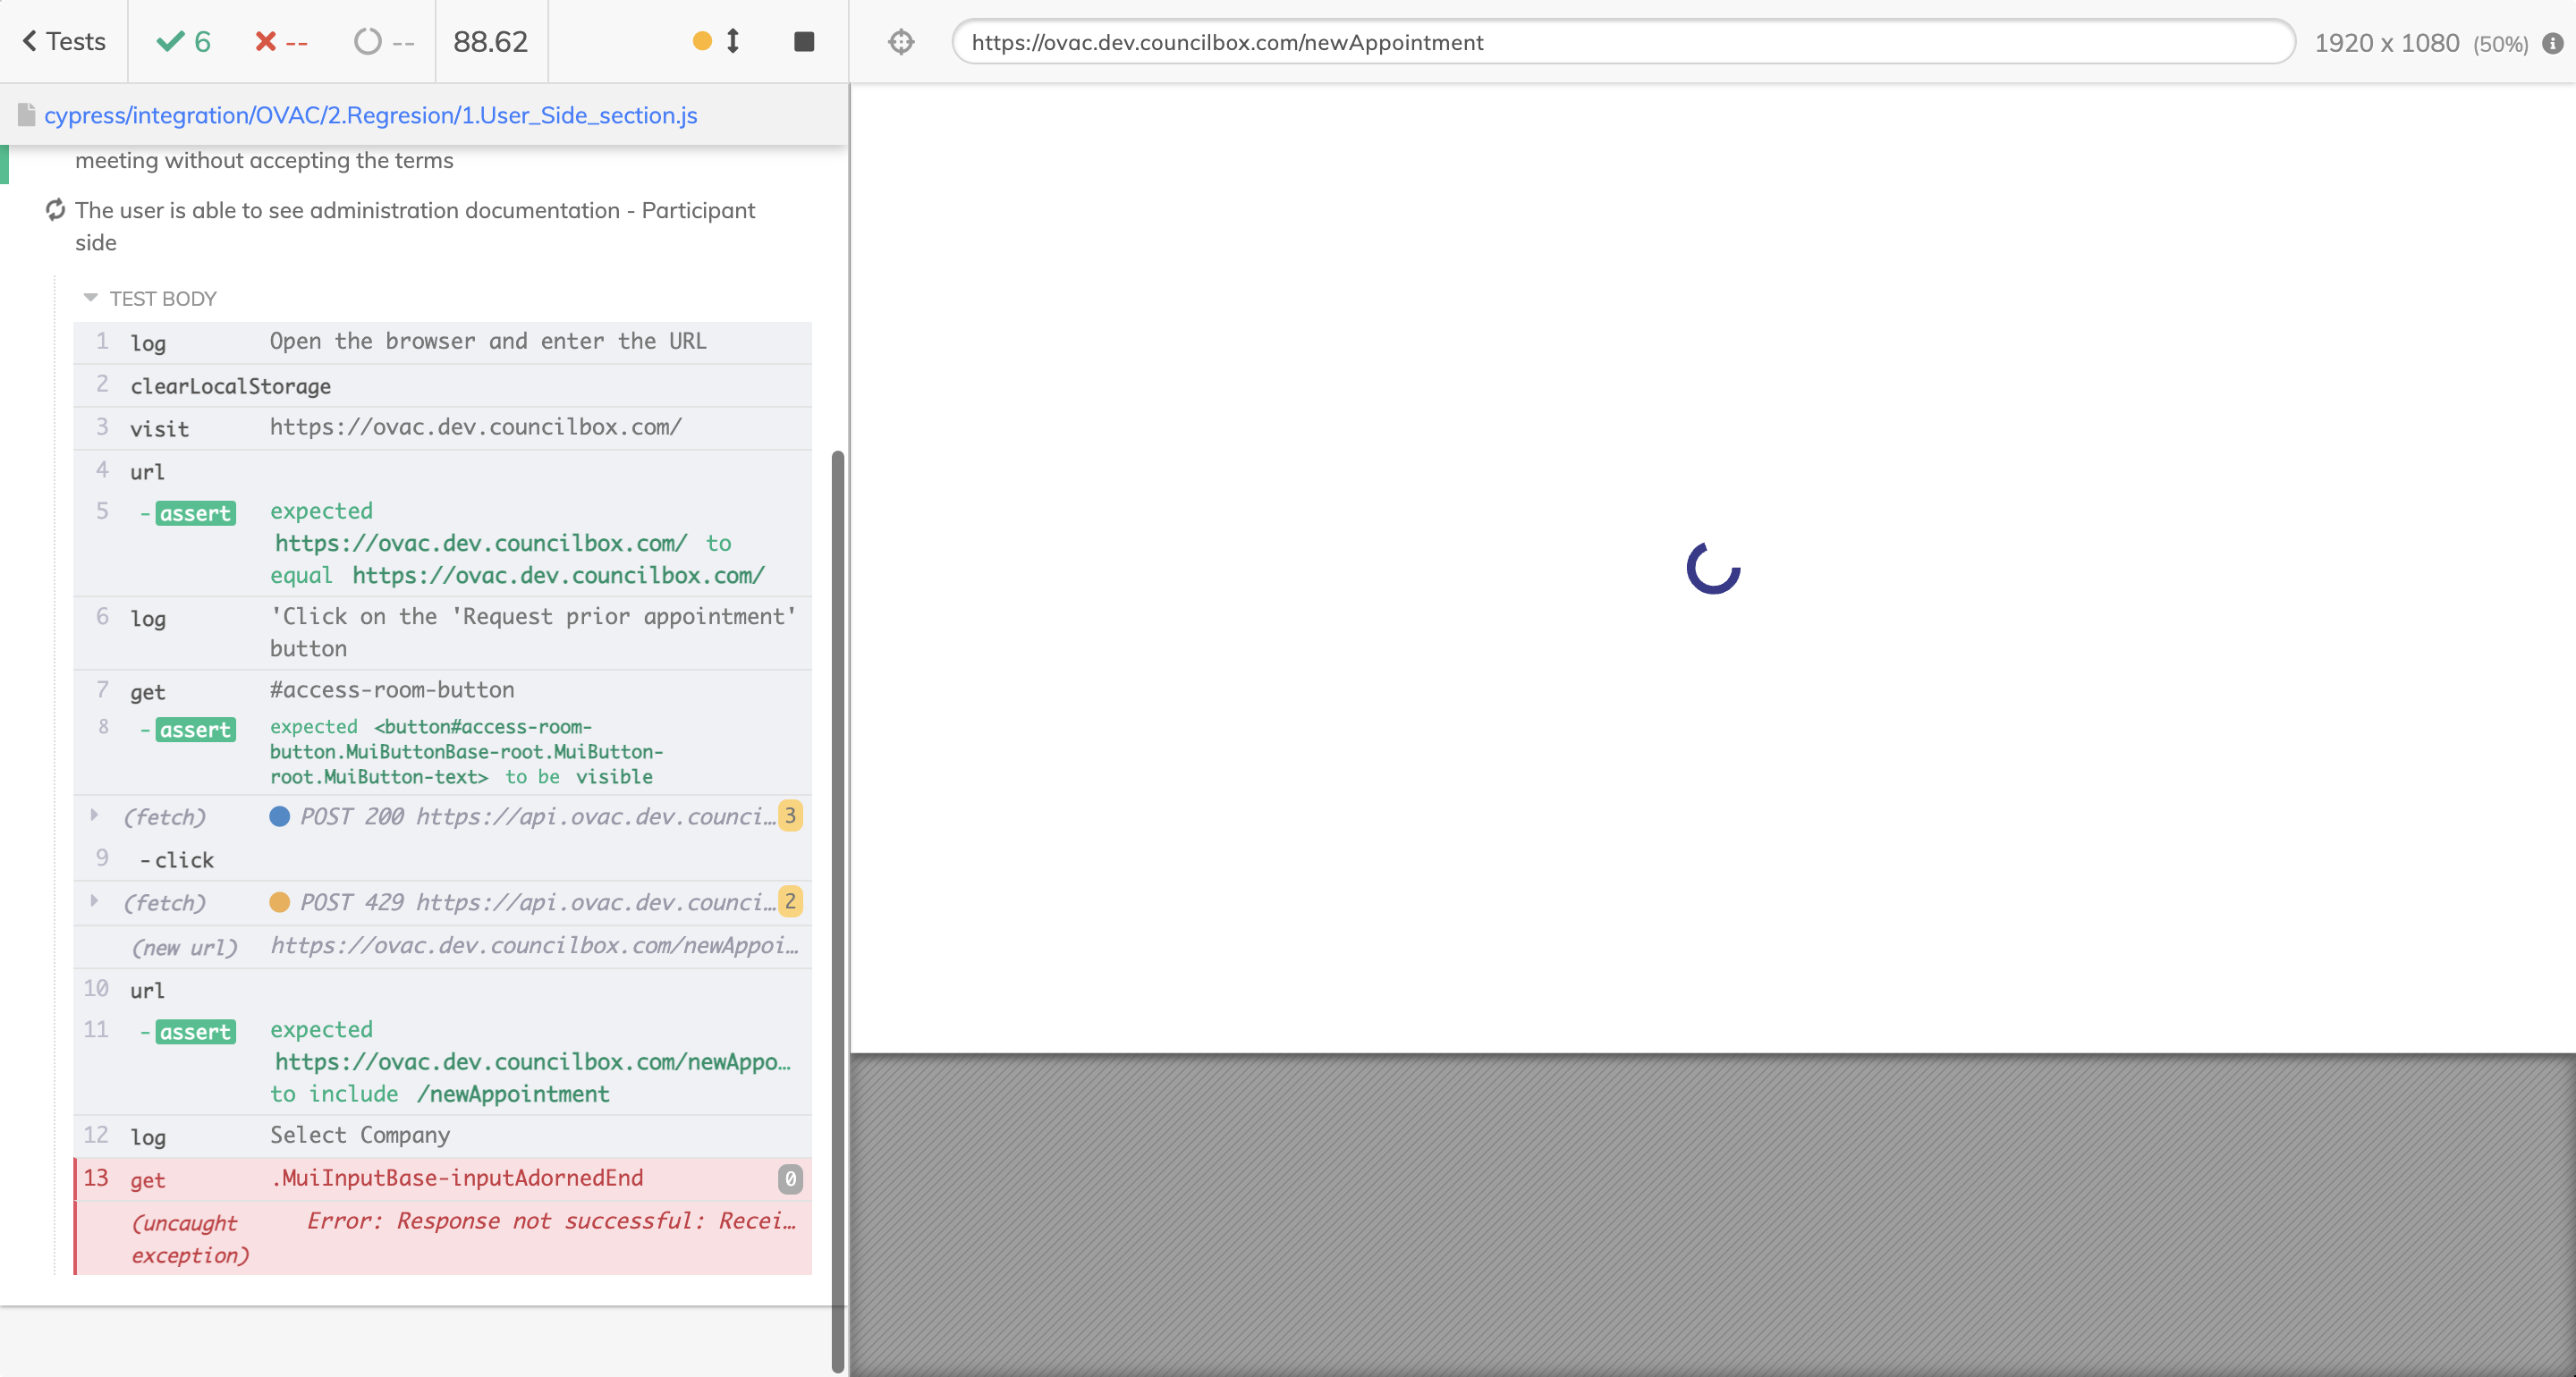 Tests 6 -- -- 88.62
https://ovac.dev.councilbox.com/newAppointment 1920 x 1080 (50%)
cypress/integration/OVAC/2.Regresion/1.User_Side_section.js
meeting without accepting the terms
The user is able to see administration documentation - Participant
side
TEST BODY
1 log Open the browser and enter the URL
2 clearLocalStorage
3 visit https://ovac.dev.councilbox.com/
4 url
5 -assert expected
https://ovac.dev.councilbox.com/ to
equal https://ovac.dev.councilbox.com/
6 log 'Click on the 'Request prior appointment'
button
7 get #access-room-button
8 -assert expected <button#access-room-
button.MuiButtonBase-root.MuiButton-
root.MuiButton-text> to be visible
(fetch) POST 200 https://api.ovac.dev.counci… 3
9 -click
(fetch) POST 429 https://api.ovac.dev.counci… 2
(new url) https://ovac.dev.councilbox.com/newAppoi…
10 url
11 -assert expected
https://ovac.dev.councilbox.com/newAppo…
to include /newAppointment
12 log Select Company
13 get .MuiInputBase-inputAdornedEnd 0
(uncaught Error: Response not successful: Recei…
exception)